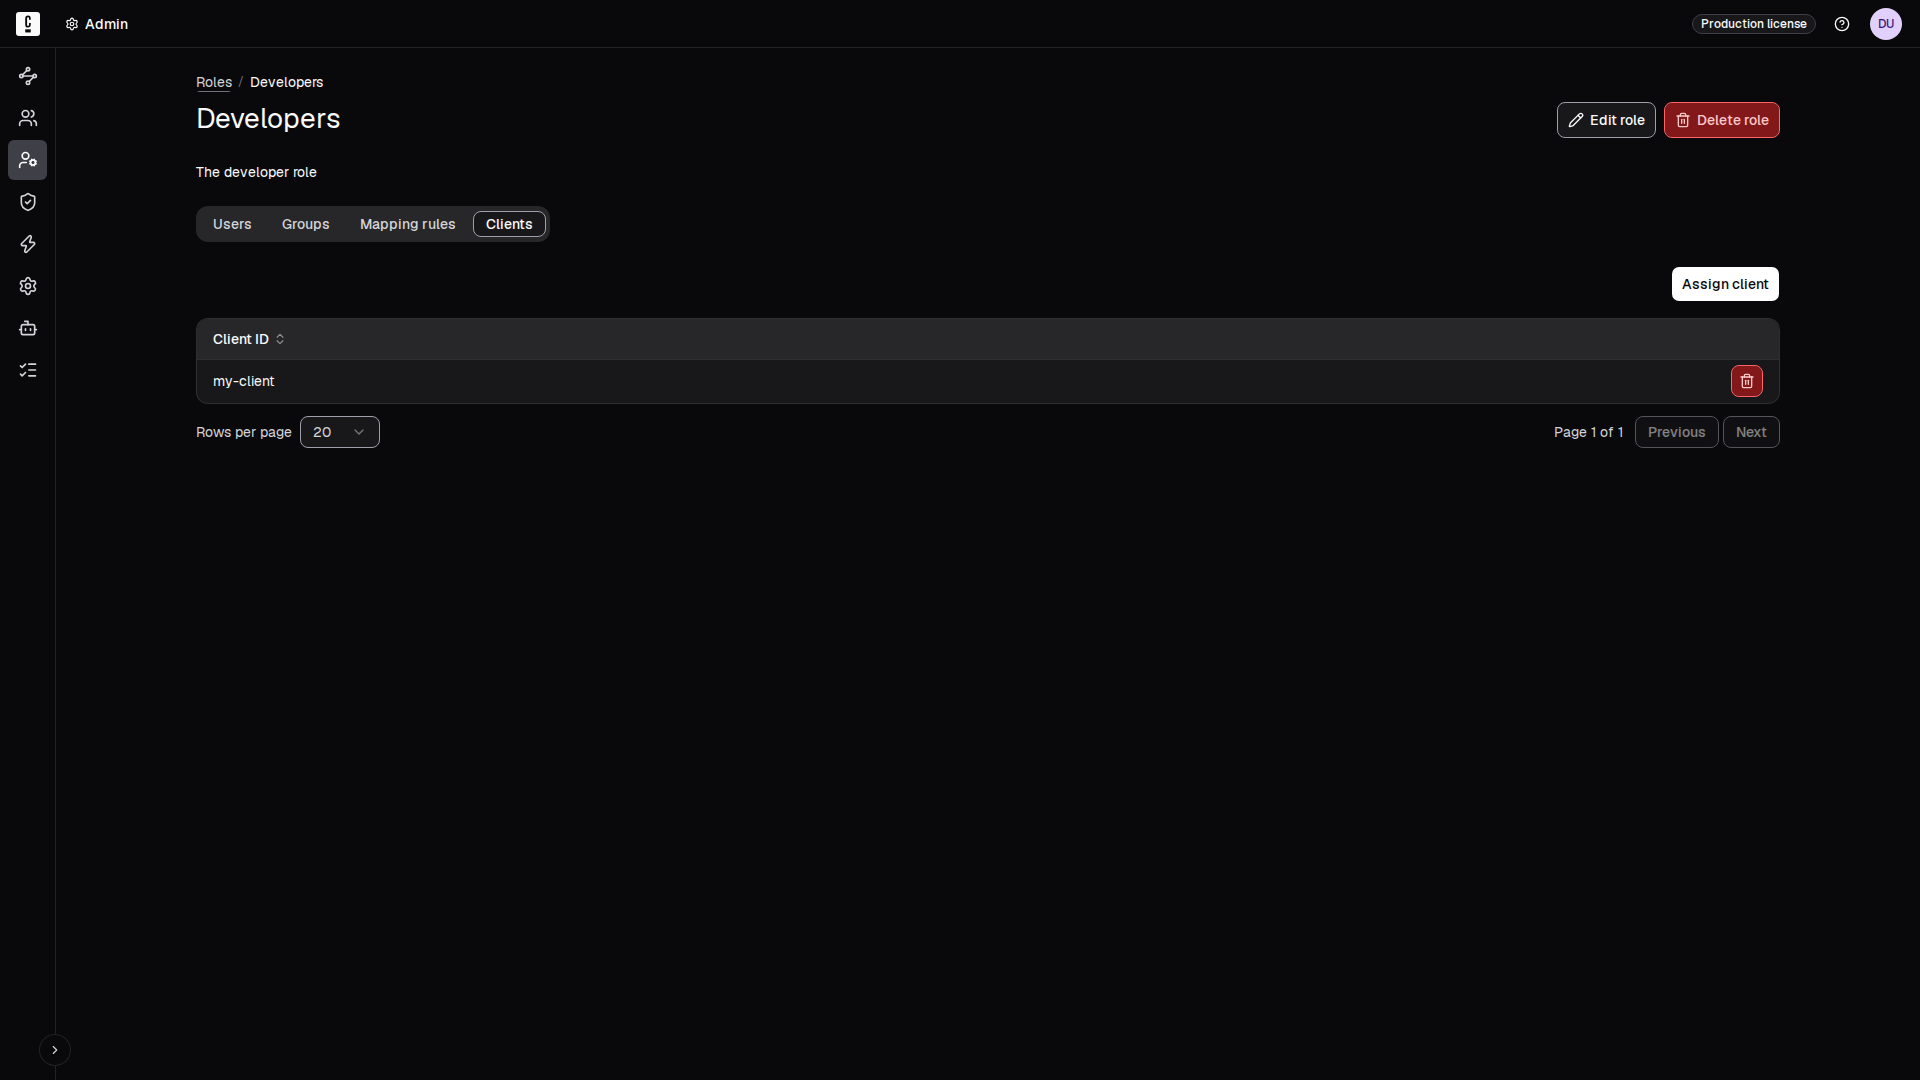 Admin
Production license
DU
Roles / Developers
Developers
Edit role
Delete role
The developer role
Users
Groups
Mapping rules
Clients
Assign client
Client ID
my-client
Rows per page
20
Page 1 of 1
Previous
Next